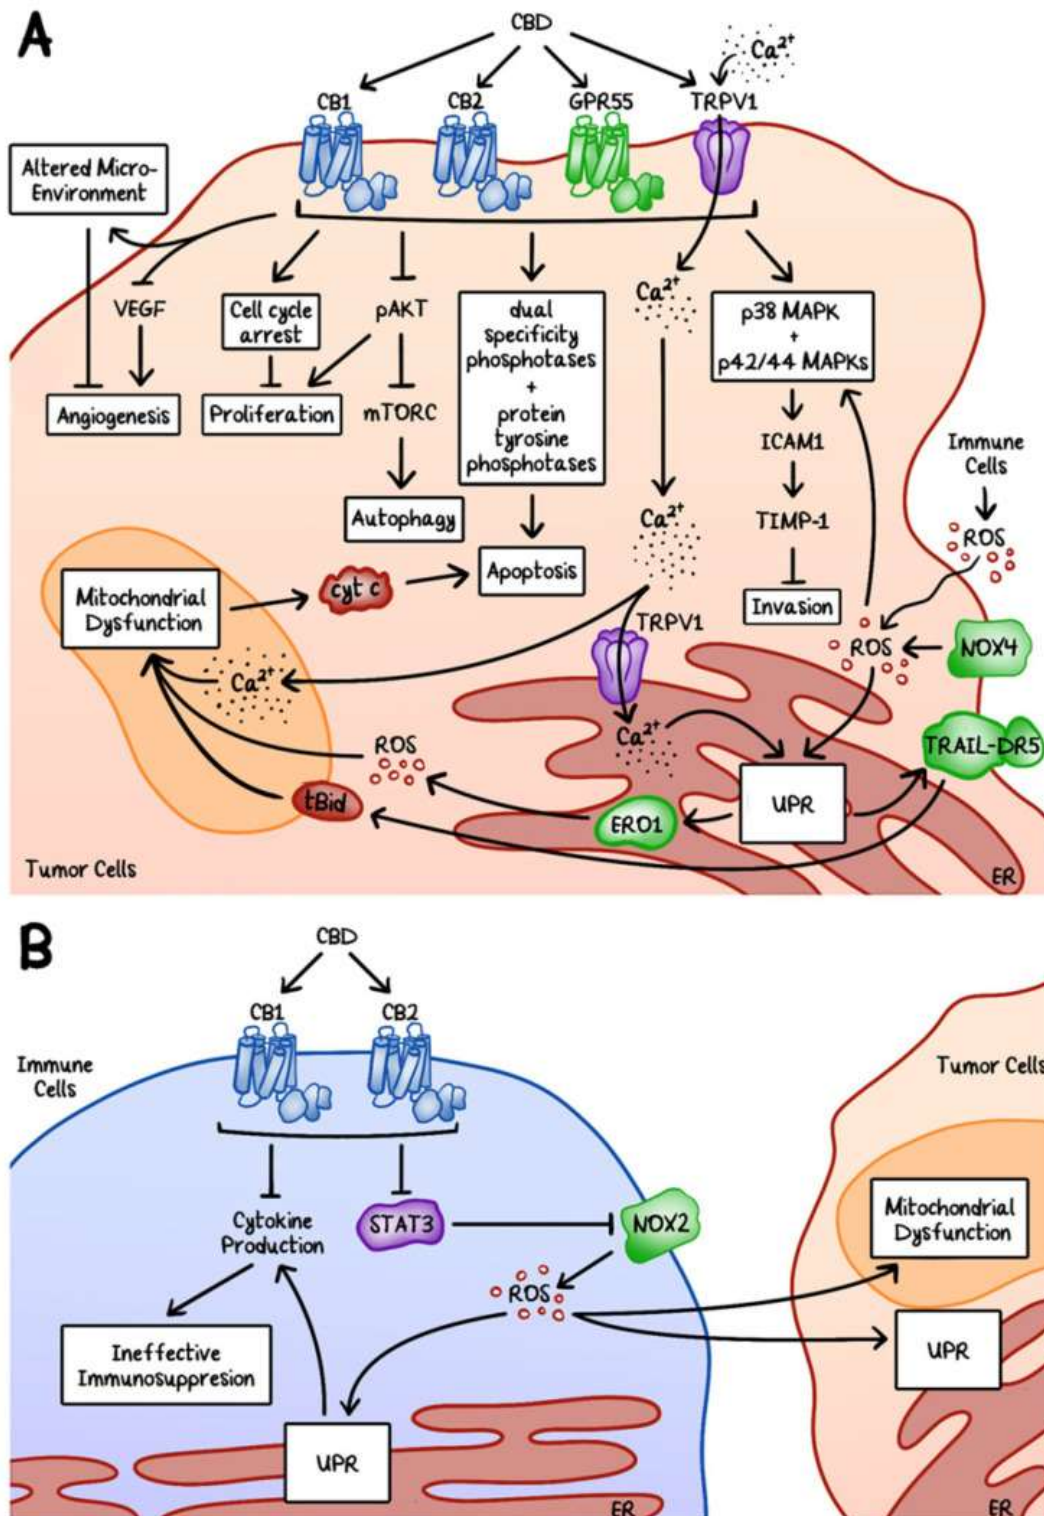 A
CBD
Ca²⁺
CB1
CB2
GPR55
TRPV1
Altered Micro-
Environment
VEGF
Angiogenesis
Cell cycle
arrest
Proliferation
pAKT
mTORC
Autophagy
dual
specificity
phosphotases
+
protein
tyrosine
phosphotases
Apoptosis
Ca²⁺
Ca²⁺
p38 MAPK
+
p42/44 MAPKs
ICAM1
TIMP-1
Invasion
Immune
Cells
ROS
ROS
NOX4
Mitochondrial
Dysfunction
cyt c
Ca²⁺
TRPV1
Ca²⁺
ROS
tBid
ERO1
UPR
TRAIL-DR5
ER
Tumor Cells
B
CBD
CB1
CB2
Immune
Cells
Tumor Cells
Cytokine
Production
STAT3
NOX2
ROS
Ineffective
Immunosuppresion
UPR
ER
Mitochondrial
Dysfunction
UPR
ER